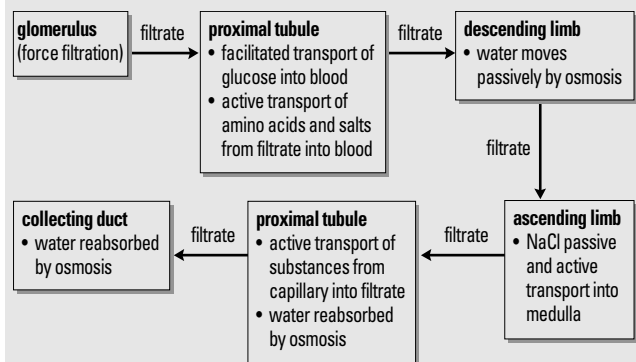 glomerulus
(force filtration)
filtrate
proximal tubule
• facilitated transport of
glucose into blood
• active transport of
amino acids and salts
from filtrate into blood
filtrate
descending limb
• water moves
passively by osmosis
filtrate
ascending limb
• NaCl passive
and active
transport into
medulla
filtrate
proximal tubule
• active transport of
substances from
capillary into filtrate
• water reabsorbed
by osmosis
filtrate
collecting duct
• water reabsorbed
by osmosis